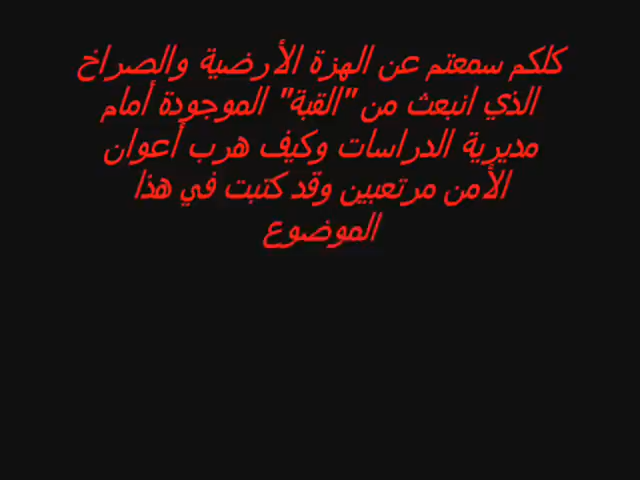 كلكم سمعتم عن الهزة الأرضية والصراخ
الذي انبعث من "القبة" الموجودة أمام
مديرية الدراسات وكيف هرب أعوان
الأمن مرتعبين وقد كتبت في هذا
الموضوع